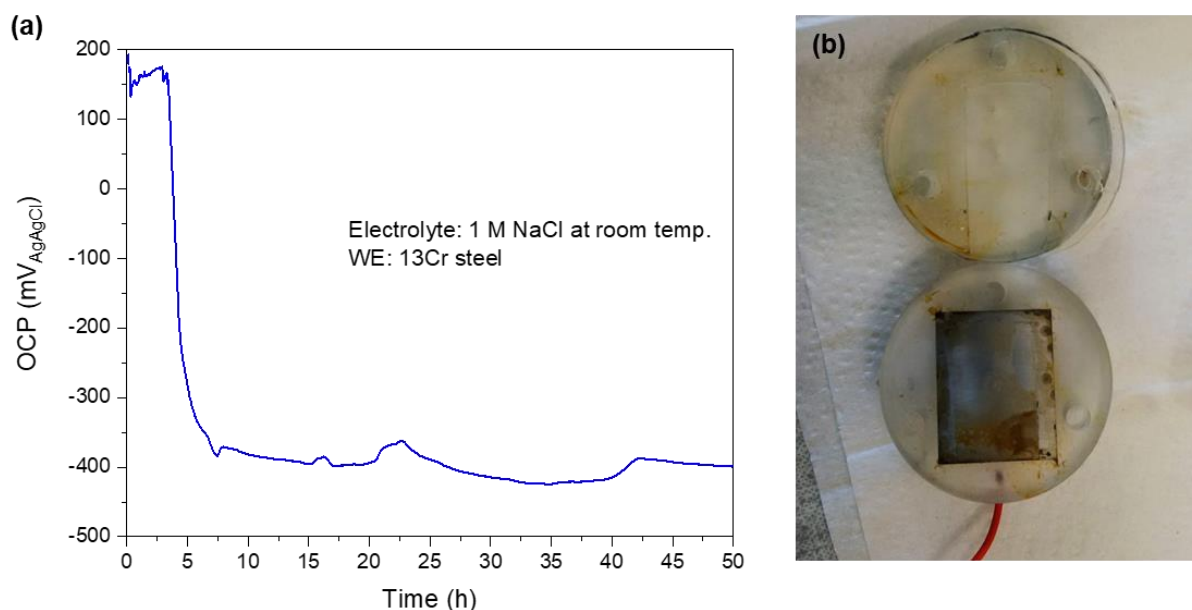 (a)
200
100
0
-100
-200
-300
-400
-500
OCP (mV_AgAgCl)
Electrolyte: 1 M NaCl at room temp.
WE: 13Cr steel
0 5 10 15 20 25 30 35 40 45 50
Time (h)
(b)